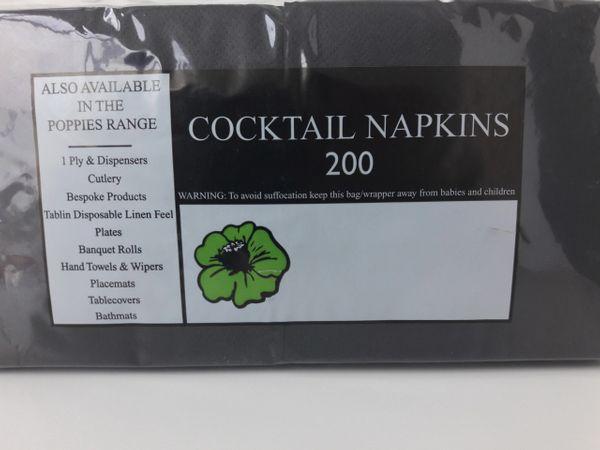 ALSO AVAILABLE
IN THE
POPPIES RANGE
1 Ply & Dispensers
Cutlery
Bespoke Products
Tablin Disposable Linen Feel
Plates
Banquet Rolls
Hand Towels & Wipers
Placemats
Tablecovers
Bathmats
COCKTAIL NAPKINS
200
WARNING: To avoid suffocation keep this bag/wrapper away from babies and children